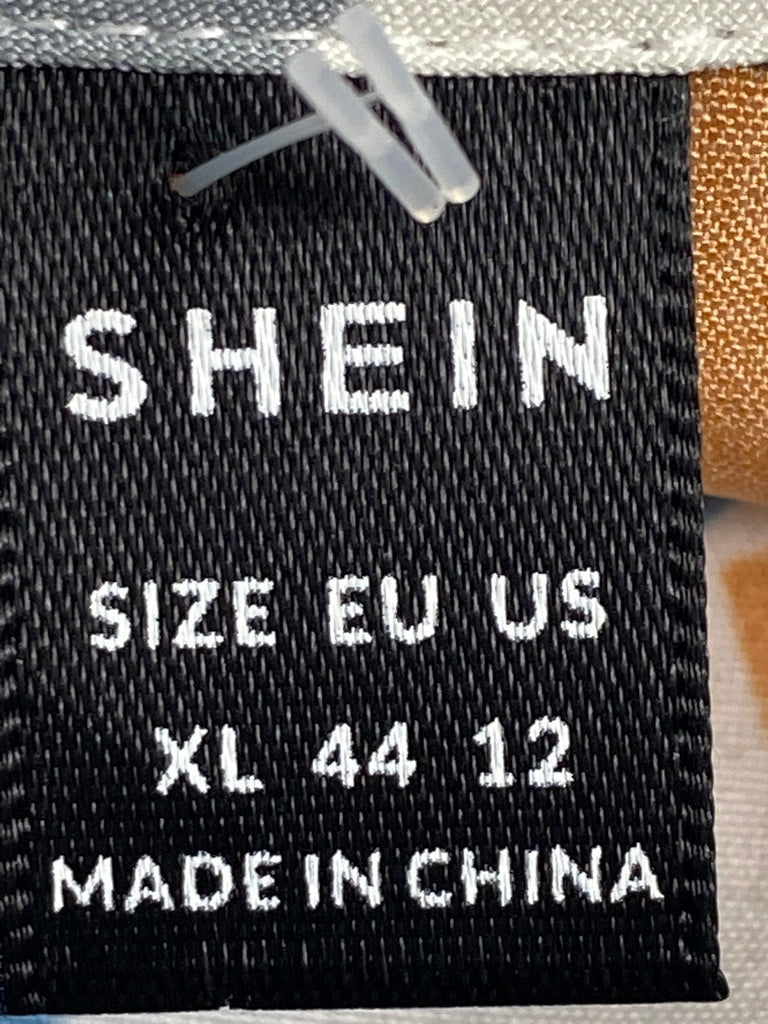 SHEIN
SIZE EU US
XL 44 12
MADE IN CHINA